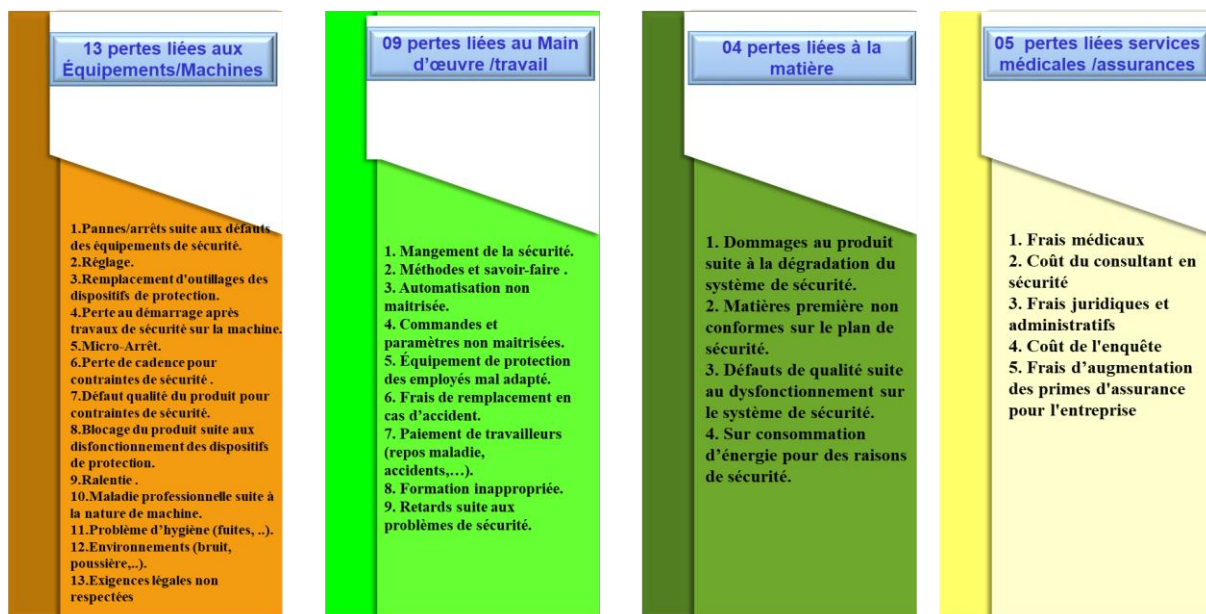 13 pertes liées aux
Équipements/Machines
1.Pannes/arrêts suite aux défauts
des équipements de sécurité.
2.Réglage.
3.Remplacement d'outillages des
dispositifs de protection.
4.Perte au démarrage après
travaux de sécurité sur la machine.
5.Micro-Arrêt.
6.Perte de cadence pour
contraintes de sécurité .
7.Défaut qualité du produit pour
contraintes de sécurité.
8.Blocage du produit suite aux
disfonctionnement des dispositifs
de protection.
9.Ralentie .
10.Maladie professionnelle suite à
la nature de machine.
11.Problème d'hygiène (fuites, ..).
12.Environnements (bruit,
poussière,..).
13.Exigences légales non
respectées
09 pertes liées au Main
d'œuvre /travail
1. Mangement de la sécurité.
2. Méthodes et savoir-faire .
3. Automatisation non
maitrisée.
4. Commandes et
paramètres non maitrisées.
5. Équipement de protection
des employés mal adapté.
6. Frais de remplacement en
cas d'accident.
7. Paiement de travailleurs
(repos maladie,
accidents,…).
8. Formation inappropriée.
9. Retards suite aux
problèmes de sécurité.
04 pertes liées à la
matière
1. Dommages au produit
suite à la dégradation du
système de sécurité.
2. Matières première non
conformes sur le plan de
sécurité.
3. Défauts de qualité suite
au dysfonctionnement sur
le système de sécurité.
4. Sur consommation
d'énergie pour des raisons
de sécurité.
05 pertes liées services
médicales /assurances
1. Frais médicaux
2. Coût du consultant en
sécurité
3. Frais juridiques et
administratifs
4. Coût de l'enquête
5. Frais d'augmentation
des primes d'assurance
pour l'entreprise